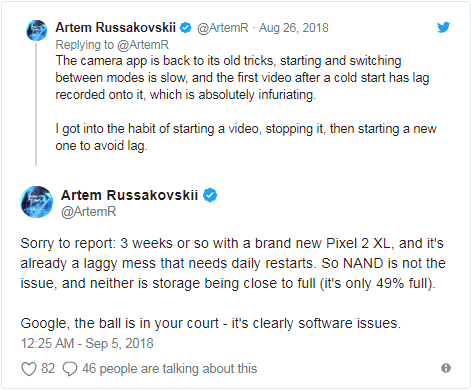 Artem Russakovskii @ArtemR · Aug 26, 2018
Replying to @ArtemR
The camera app is back to its old tricks, starting and switching
between modes is slow, and the first video after a cold start has lag
recorded onto it, which is absolutely infuriating.
I got into the habit of starting a video, stopping it, then starting a new
one to avoid lag.
Artem Russakovskii
@ArtemR
Sorry to report: 3 weeks or so with a brand new Pixel 2 XL, and it's
already a laggy mess that needs daily restarts. So NAND is not the
issue, and neither is storage being close to full (it's only 49% full).
Google, the ball is in your court - it's clearly software issues.
12:25 AM - Sep 5, 2018
82 46 people are talking about this